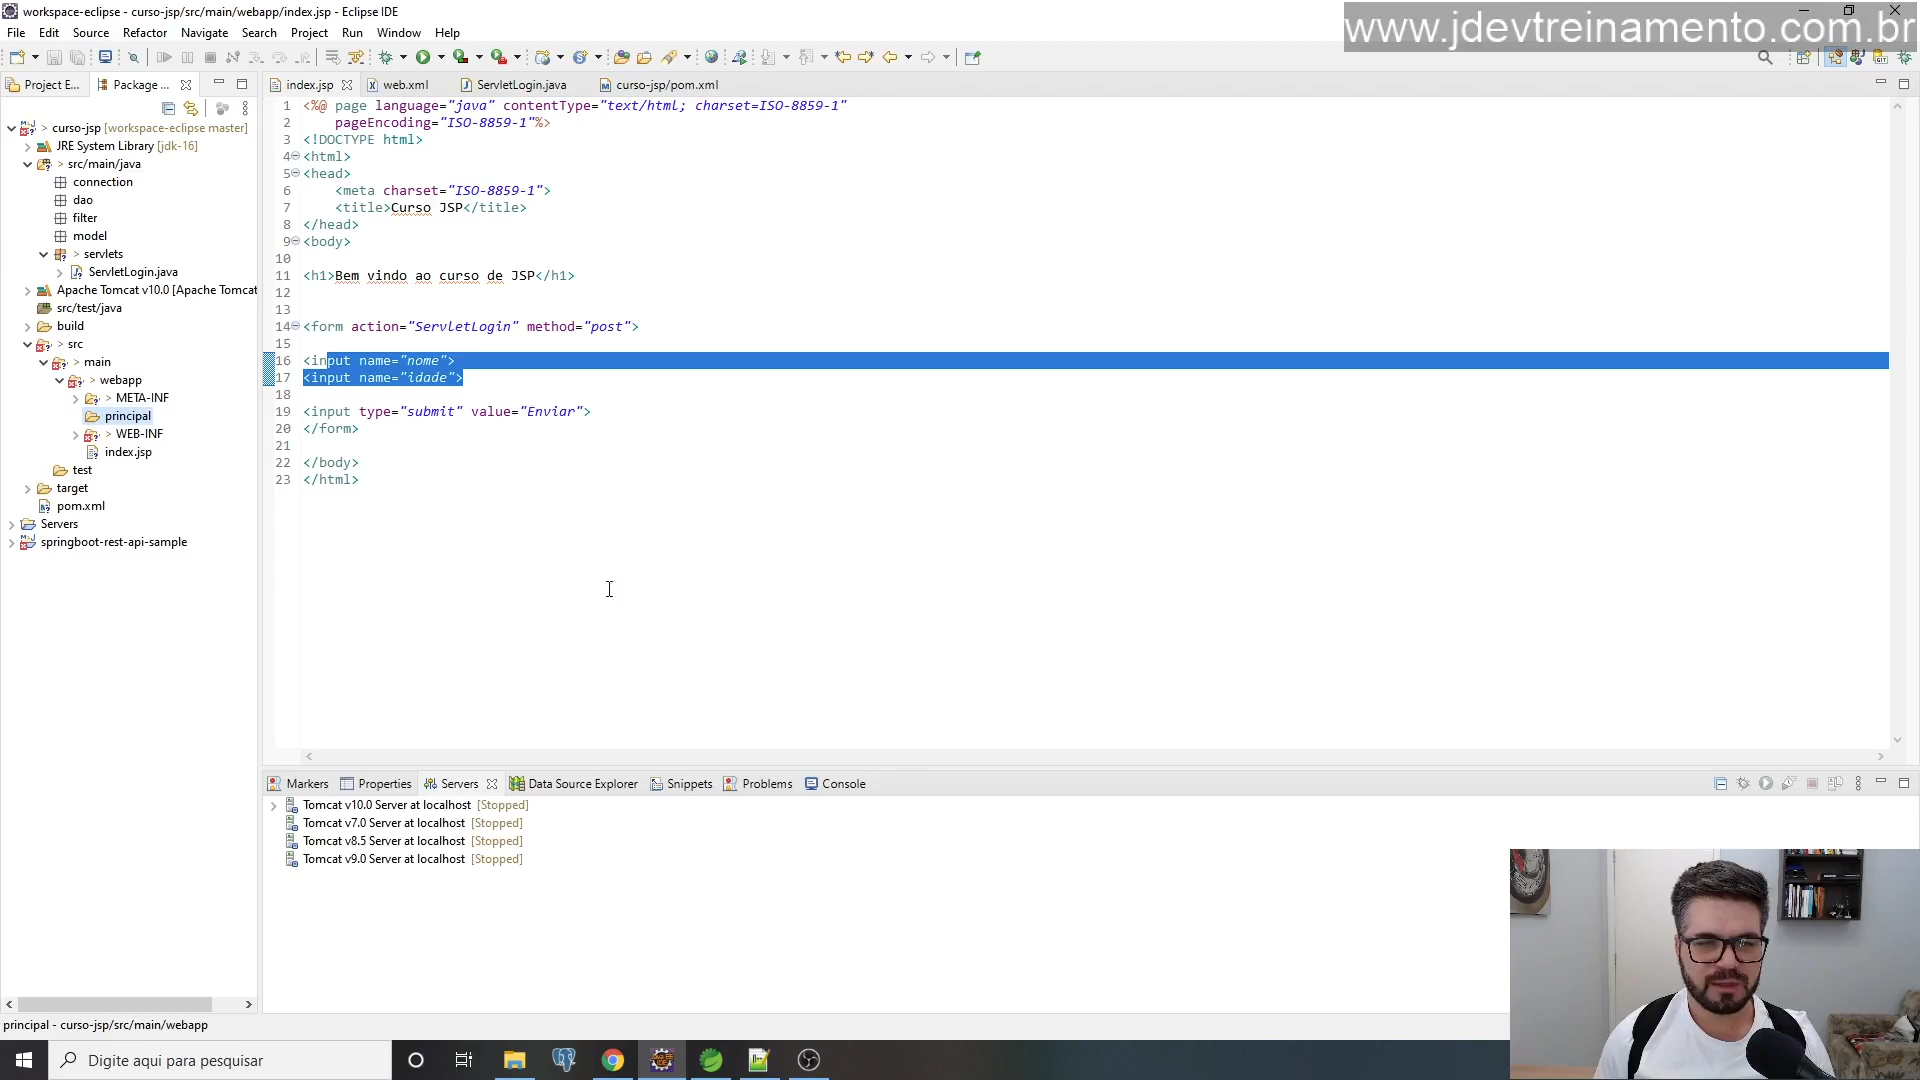 workspace-eclipse - curso-jsp/src/main/webapp/index.jsp - Eclipse IDE
www.jdevtreinamento.com.br
File Edit Source Refactor Navigate Search Project Run Window Help
Project E... Package ...
index.jsp web.xml ServletLogin.java curso-jsp/pom.xml
> curso-jsp [workspace-eclipse master]
JRE System Library [jdk-16]
> src/main/java
connection
dao
filter
model
> servlets
ServletLogin.java
Apache Tomcat v10.0 [Apache Tomcat
src/test/java
build
> src
> main
> webapp
> META-INF
principal
> WEB-INF
index.jsp
test
target
pom.xml
Servers
springboot-rest-api-sample
1 <%@ page language="java" contentType="text/html; charset=ISO-8859-1"
2 pageEncoding="ISO-8859-1"%>
3 <!DOCTYPE html>
4 <html>
5 <head>
6 <meta charset="ISO-8859-1">
7 <title>Curso JSP</title>
8 </head>
9 <body>
10
11 <h1>Bem vindo ao curso de JSP</h1>
12
13
14 <form action="ServletLogin" method="post">
15
16 <input name="nome">
17 <input name="idade">
18
19 <input type="submit" value="Enviar">
20 </form>
21
22 </body>
23 </html>
Markers Properties Servers Data Source Explorer Snippets Problems Console
Tomcat v10.0 Server at localhost [Stopped]
Tomcat v7.0 Server at localhost [Stopped]
Tomcat v8.5 Server at localhost [Stopped]
Tomcat v9.0 Server at localhost [Stopped]
principal - curso-jsp/src/main/webapp
Digite aqui para pesquisar